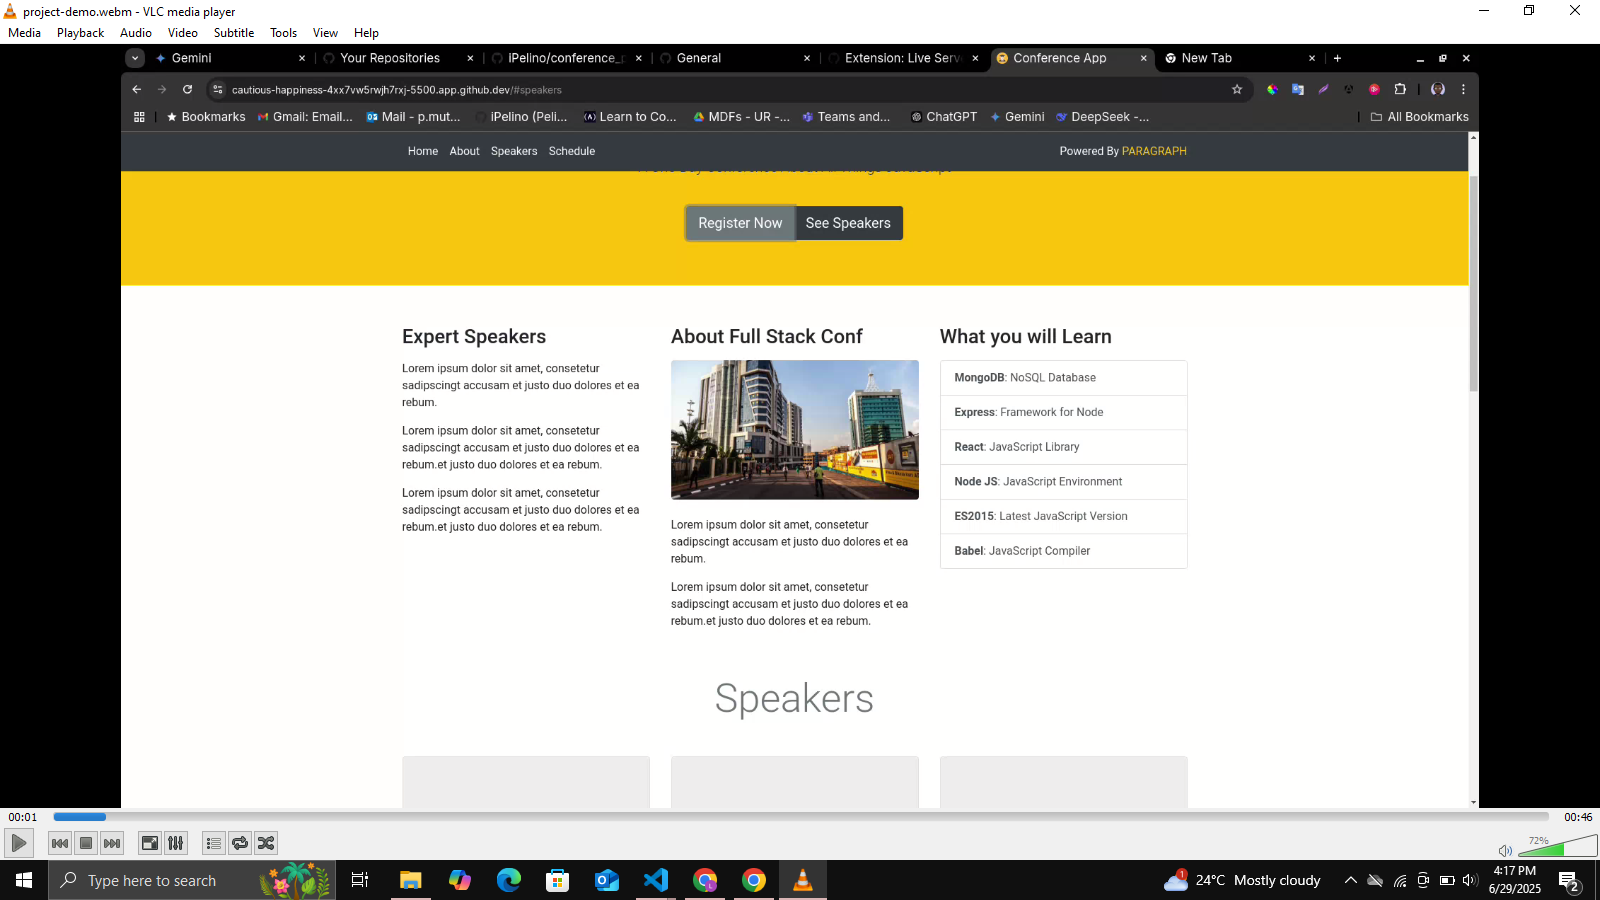 project-demo.webm - VLC media player
Media Playback Audio Video Subtitle Tools View Help
Gemini
Your Repositories
iPelino/conference_p
General
Extension: Live Serv
Conference App
New Tab
cautious-happiness-4xx7vw5rwjh7rxj-5500.app.github.dev/#speakers
Bookmarks
Gmail: Email...
Mail - p.mut...
iPelino (Peli...
Learn to Co...
MDFs - UR -...
Teams and...
ChatGPT
Gemini
DeepSeek -...
All Bookmarks
Home About Speakers Schedule
Powered By PARAGRAPH
Register Now
See Speakers
Expert Speakers
Lorem ipsum dolor sit amet, consetetur
sadipscingt accusam et justo duo dolores et ea
rebum.
Lorem ipsum dolor sit amet, consetetur
sadipscingt accusam et justo duo dolores et ea
rebum.et justo duo dolores et ea rebum.
Lorem ipsum dolor sit amet, consetetur
sadipscingt accusam et justo duo dolores et ea
rebum.et justo duo dolores et ea rebum.
About Full Stack Conf
Lorem ipsum dolor sit amet, consetetur
sadipscingt accusam et justo duo dolores et ea
rebum.
Lorem ipsum dolor sit amet, consetetur
sadipscingt accusam et justo duo dolores et ea
rebum.et justo duo dolores et ea rebum.
What you will Learn
MongoDB: NoSQL Database
Express: Framework for Node
React: JavaScript Library
Node JS: JavaScript Environment
ES2015: Latest JavaScript Version
Babel: JavaScript Compiler
Speakers
00:01
00:46
72%
Type here to search
1
24°C Mostly cloudy
4:17 PM
6/29/2025
2